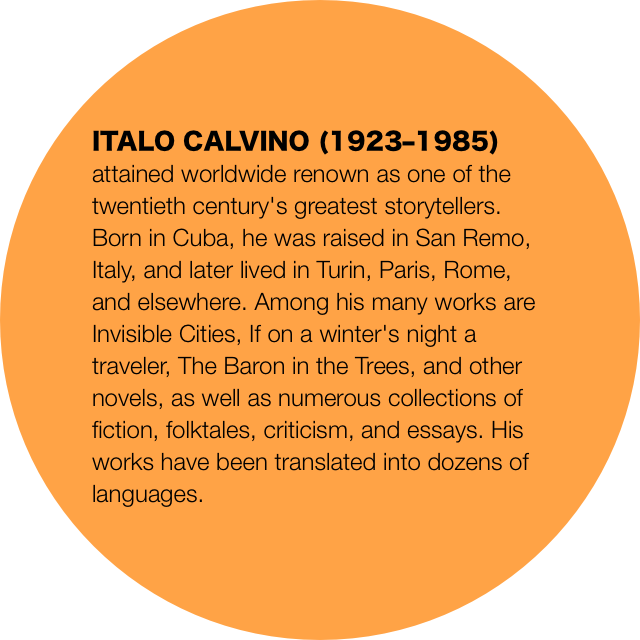 ITALO CALVINO (1923–1985)
attained worldwide renown as one of the
twentieth century's greatest storytellers.
Born in Cuba, he was raised in San Remo,
Italy, and later lived in Turin, Paris, Rome,
and elsewhere. Among his many works are
Invisible Cities, If on a winter's night a
traveler, The Baron in the Trees, and other
novels, as well as numerous collections of
fiction, folktales, criticism, and essays. His
works have been translated into dozens of
languages.